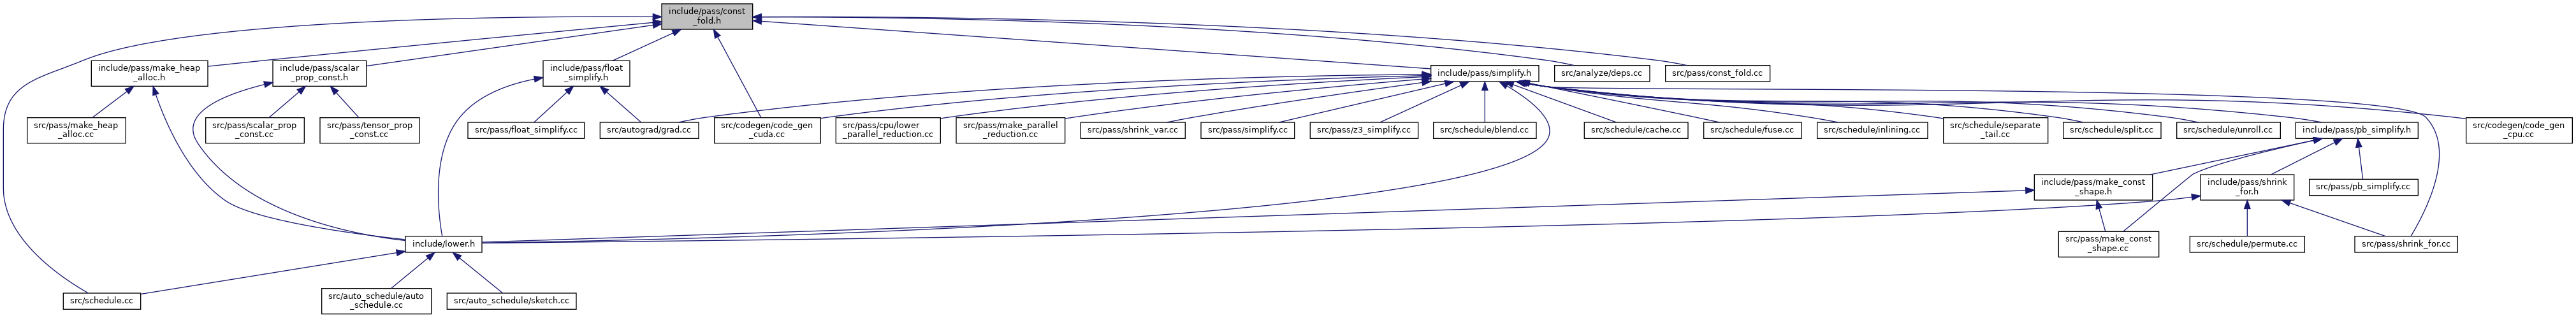 include/pass/const
_fold.h
include/pass/make_heap
_alloc.h
include/pass/scalar
_prop_const.h
include/pass/float
_simplify.h
include/pass/simplify.h
src/analyze/deps.cc
src/pass/const_fold.cc
src/pass/make_heap
_alloc.cc
src/pass/scalar_prop
_const.cc
src/pass/tensor_prop
_const.cc
src/pass/float_simplify.cc
src/autograd/grad.cc
src/codegen/code_gen
_cuda.cc
src/pass/cpu/lower
_parallel_reduction.cc
src/pass/make_parallel
_reduction.cc
src/pass/shrink_var.cc
src/pass/simplify.cc
src/pass/z3_simplify.cc
src/schedule/blend.cc
src/schedule/cache.cc
src/schedule/fuse.cc
src/schedule/inlining.cc
src/schedule/separate
_tail.cc
src/schedule/split.cc
src/schedule/unroll.cc
include/pass/pb_simplify.h
src/codegen/code_gen
_cpu.cc
include/pass/make_const
_shape.h
include/pass/shrink
_for.h
src/pass/pb_simplify.cc
include/lower.h
src/pass/make_const
_shape.cc
src/schedule/permute.cc
src/pass/shrink_for.cc
src/schedule.cc
src/auto_schedule/auto
_schedule.cc
src/auto_schedule/sketch.cc